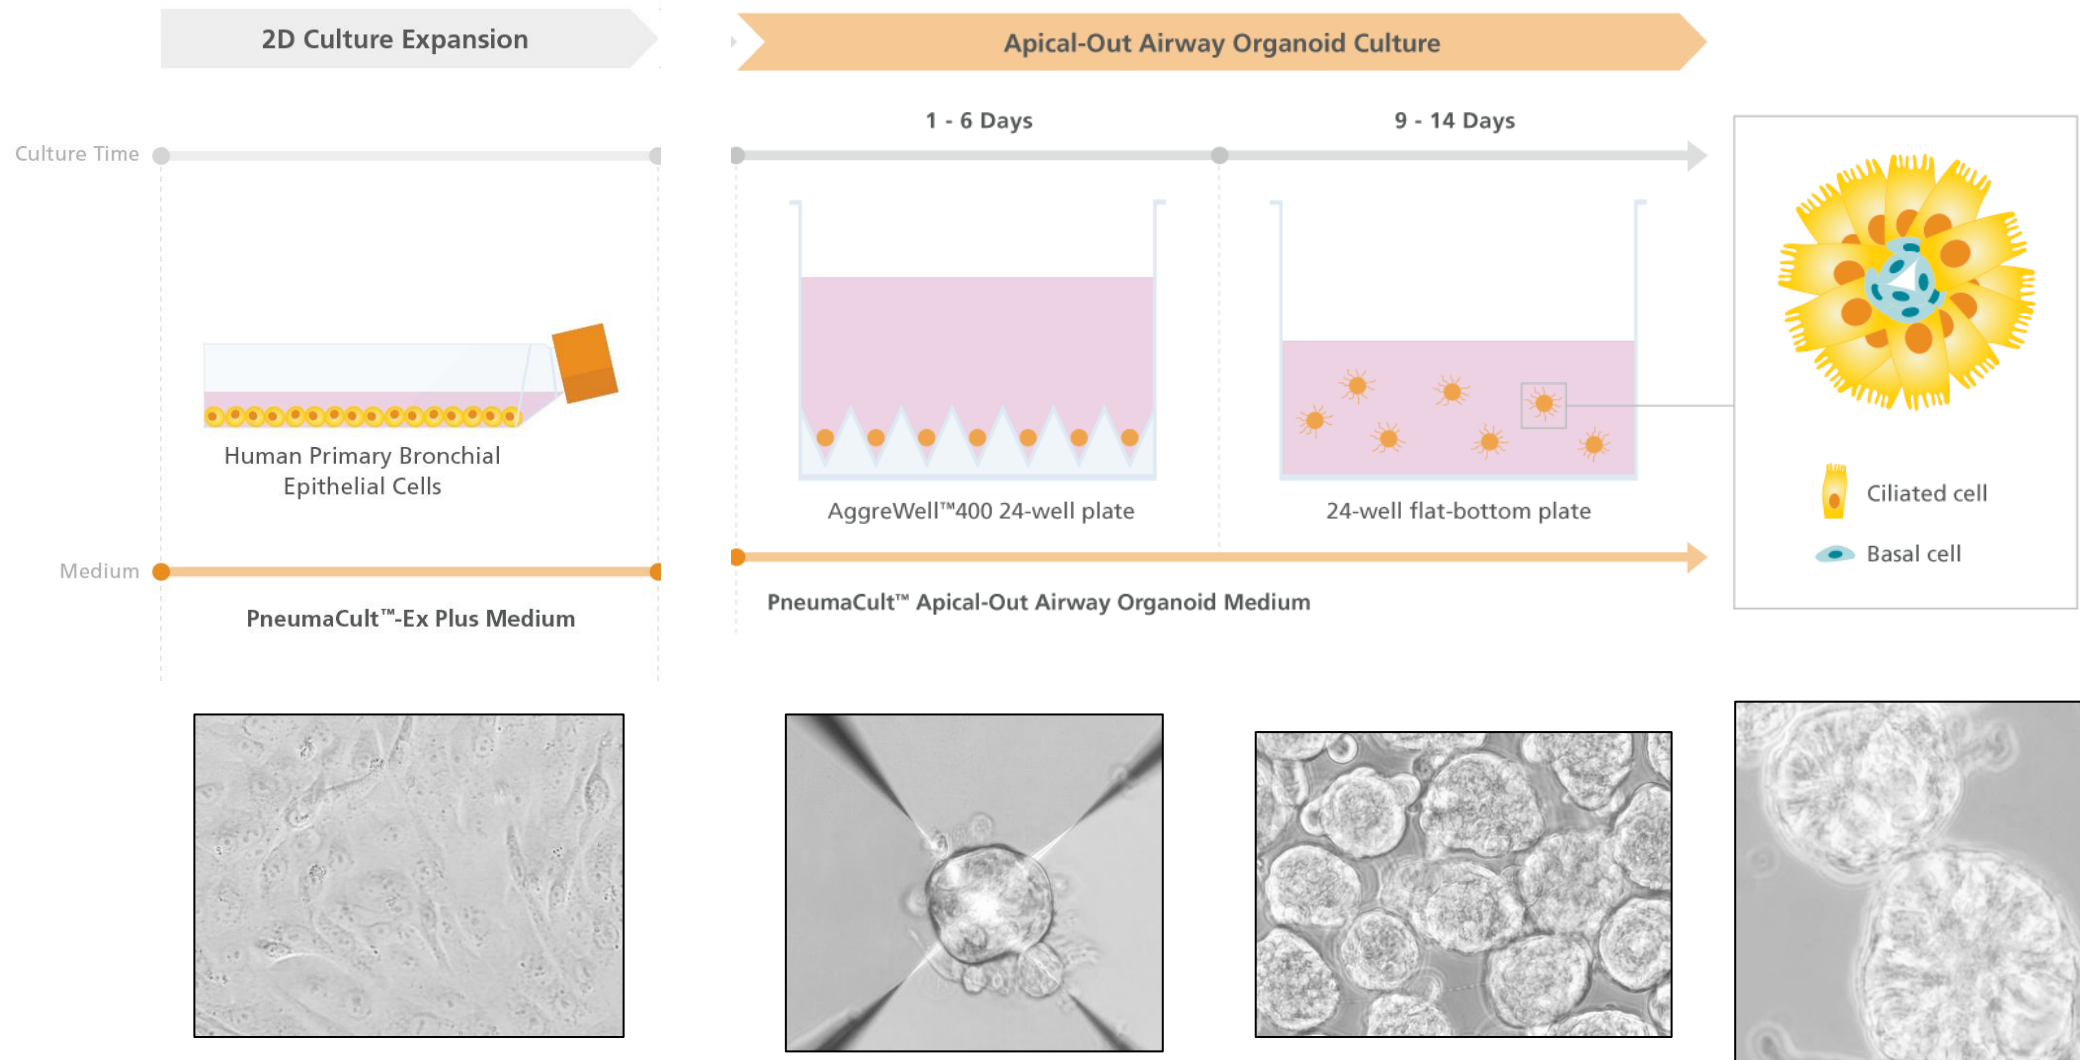 2D Culture Expansion
Apical-Out Airway Organoid Culture
1 - 6 Days
9 - 14 Days
Culture Time
Human Primary Bronchial
Epithelial Cells
AggreWell™400 24-well plate
24-well flat-bottom plate
Ciliated cell
Basal cell
Medium
PneumaCult™-Ex Plus Medium
PneumaCult™ Apical-Out Airway Organoid Medium